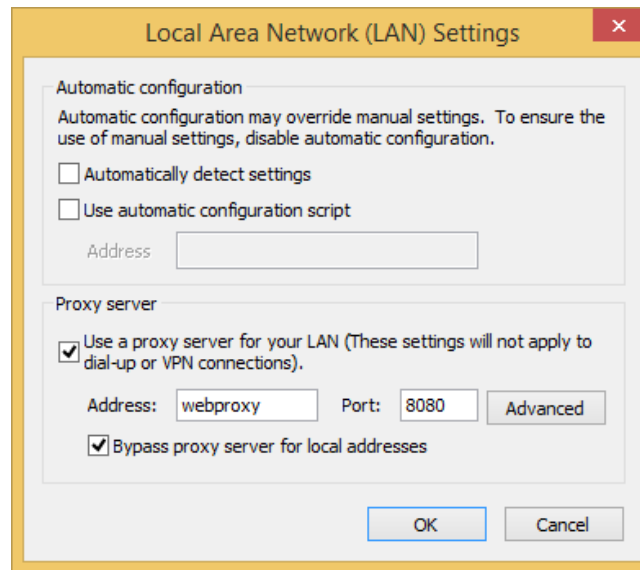 Local Area Network (LAN) Settings
Automatic configuration
Automatic configuration may override manual settings. To ensure the
use of manual settings, disable automatic configuration.
Automatically detect settings
Use automatic configuration script
Address
Proxy server
Use a proxy server for your LAN (These settings will not apply to
dial-up or VPN connections).
Address: webproxy Port: 8080 Advanced
Bypass proxy server for local addresses
OK Cancel